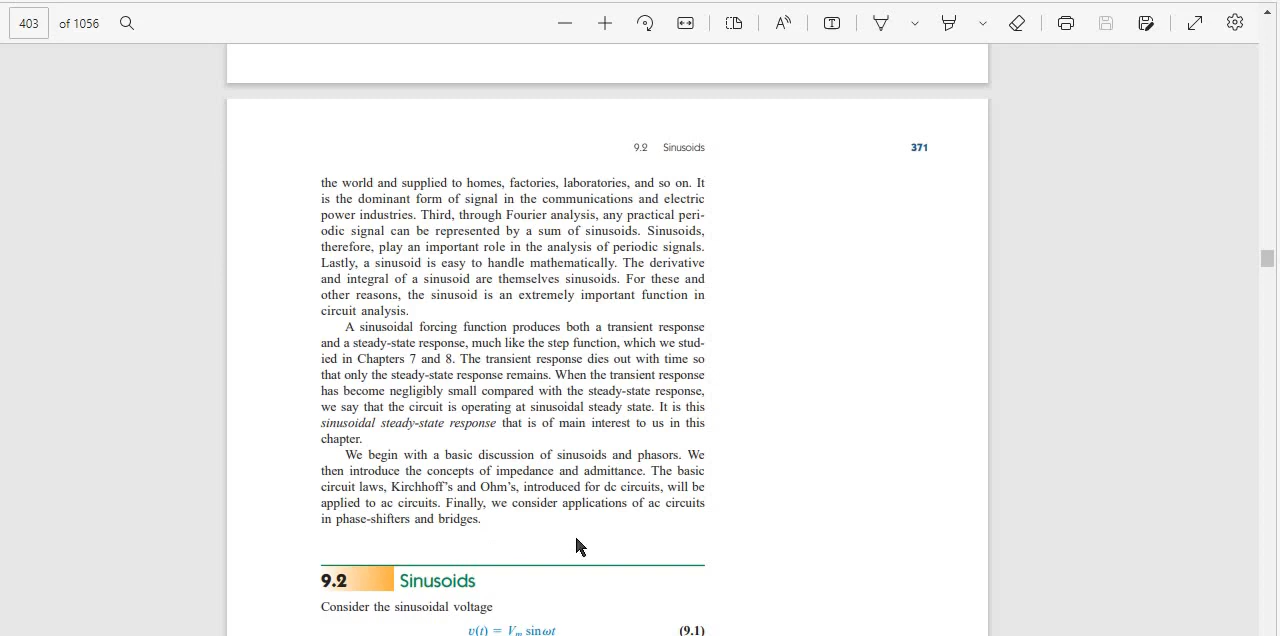 403 of 1056
9.2 Sinusoids 371
the world and supplied to homes, factories, laboratories, and so on. It
is the dominant form of signal in the communications and electric
power industries. Third, through Fourier analysis, any practical peri-
odic signal can be represented by a sum of sinusoids. Sinusoids,
therefore, play an important role in the analysis of periodic signals.
Lastly, a sinusoid is easy to handle mathematically. The derivative
and integral of a sinusoid are themselves sinusoids. For these and
other reasons, the sinusoid is an extremely important function in
circuit analysis.
A sinusoidal forcing function produces both a transient response
and a steady-state response, much like the step function, which we stud-
ied in Chapters 7 and 8. The transient response dies out with time so
that only the steady-state response remains. When the transient response
has become negligibly small compared with the steady-state response,
we say that the circuit is operating at sinusoidal steady state. It is this
sinusoidal steady-state response that is of main interest to us in this
chapter.
We begin with a basic discussion of sinusoids and phasors. We
then introduce the concepts of impedance and admittance. The basic
circuit laws, Kirchhoff's and Ohm's, introduced for dc circuits, will be
applied to ac circuits. Finally, we consider applications of ac circuits
in phase-shifters and bridges.
9.2 Sinusoids
Consider the sinusoidal voltage
v(t) = Vm sin ωt (9.1)